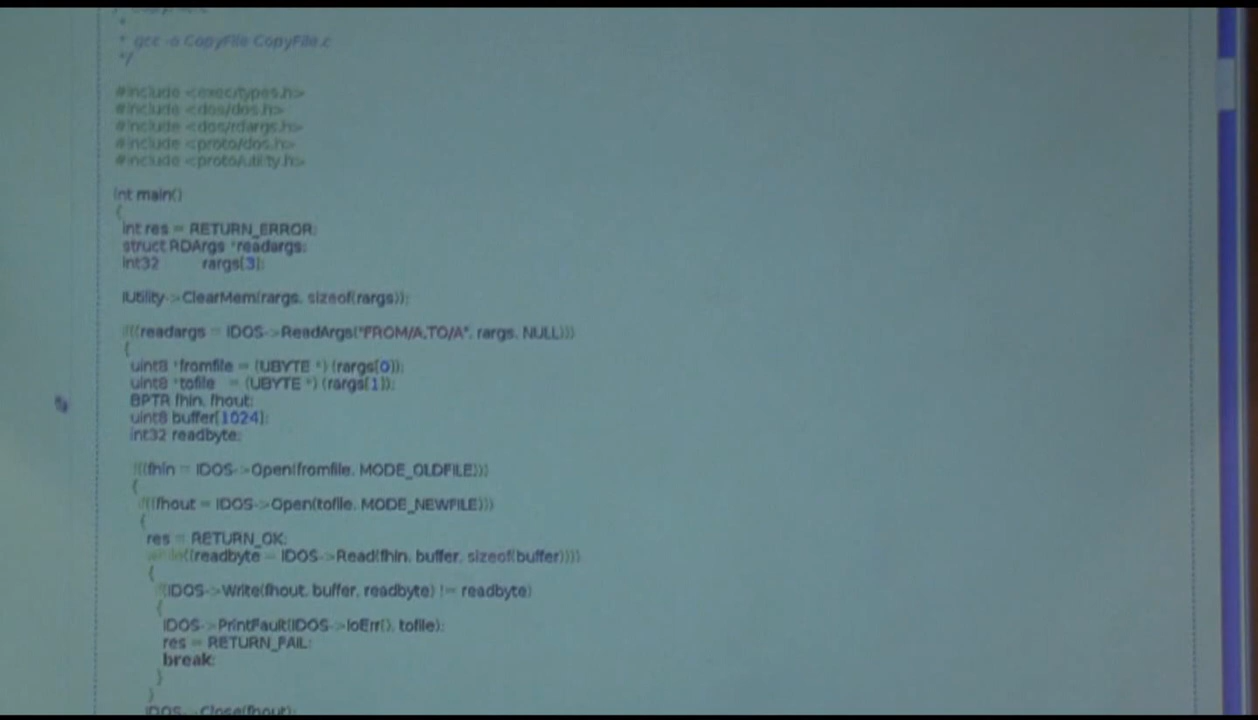 *
* gcc -o CopyFile CopyFile.c
*/
#include <exec/types.h>
#include <dos/dos.h>
#include <dos/rdargs.h>
#include <proto/dos.h>
#include <proto/utility.h>
int main()
{
int res = RETURN_ERROR;
struct RDArgs *readargs;
int32 rargs[3];
IUtility->ClearMem(rargs, sizeof(rargs));
if((readargs = IDOS->ReadArgs("FROM/A,TO/A", rargs, NULL)))
{
uint8 *fromfile = (UBYTE *) (rargs[0]);
uint8 *tofile = (UBYTE *) (rargs[1]);
BPTR fhin, fhout;
uint8 buffer[1024];
int32 readbyte;
if((fhin = IDOS->Open(fromfile, MODE_OLDFILE)))
{
if((fhout = IDOS->Open(tofile, MODE_NEWFILE)))
{
res = RETURN_OK;
while((readbyte = IDOS->Read(fhin, buffer, sizeof(buffer))))
{
if(IDOS->Write(fhout, buffer, readbyte) != readbyte)
{
IDOS->PrintFault(IDOS->IoErr(), tofile);
res = RETURN_FAIL;
break;
}
}
IDOS->Close(fhout);